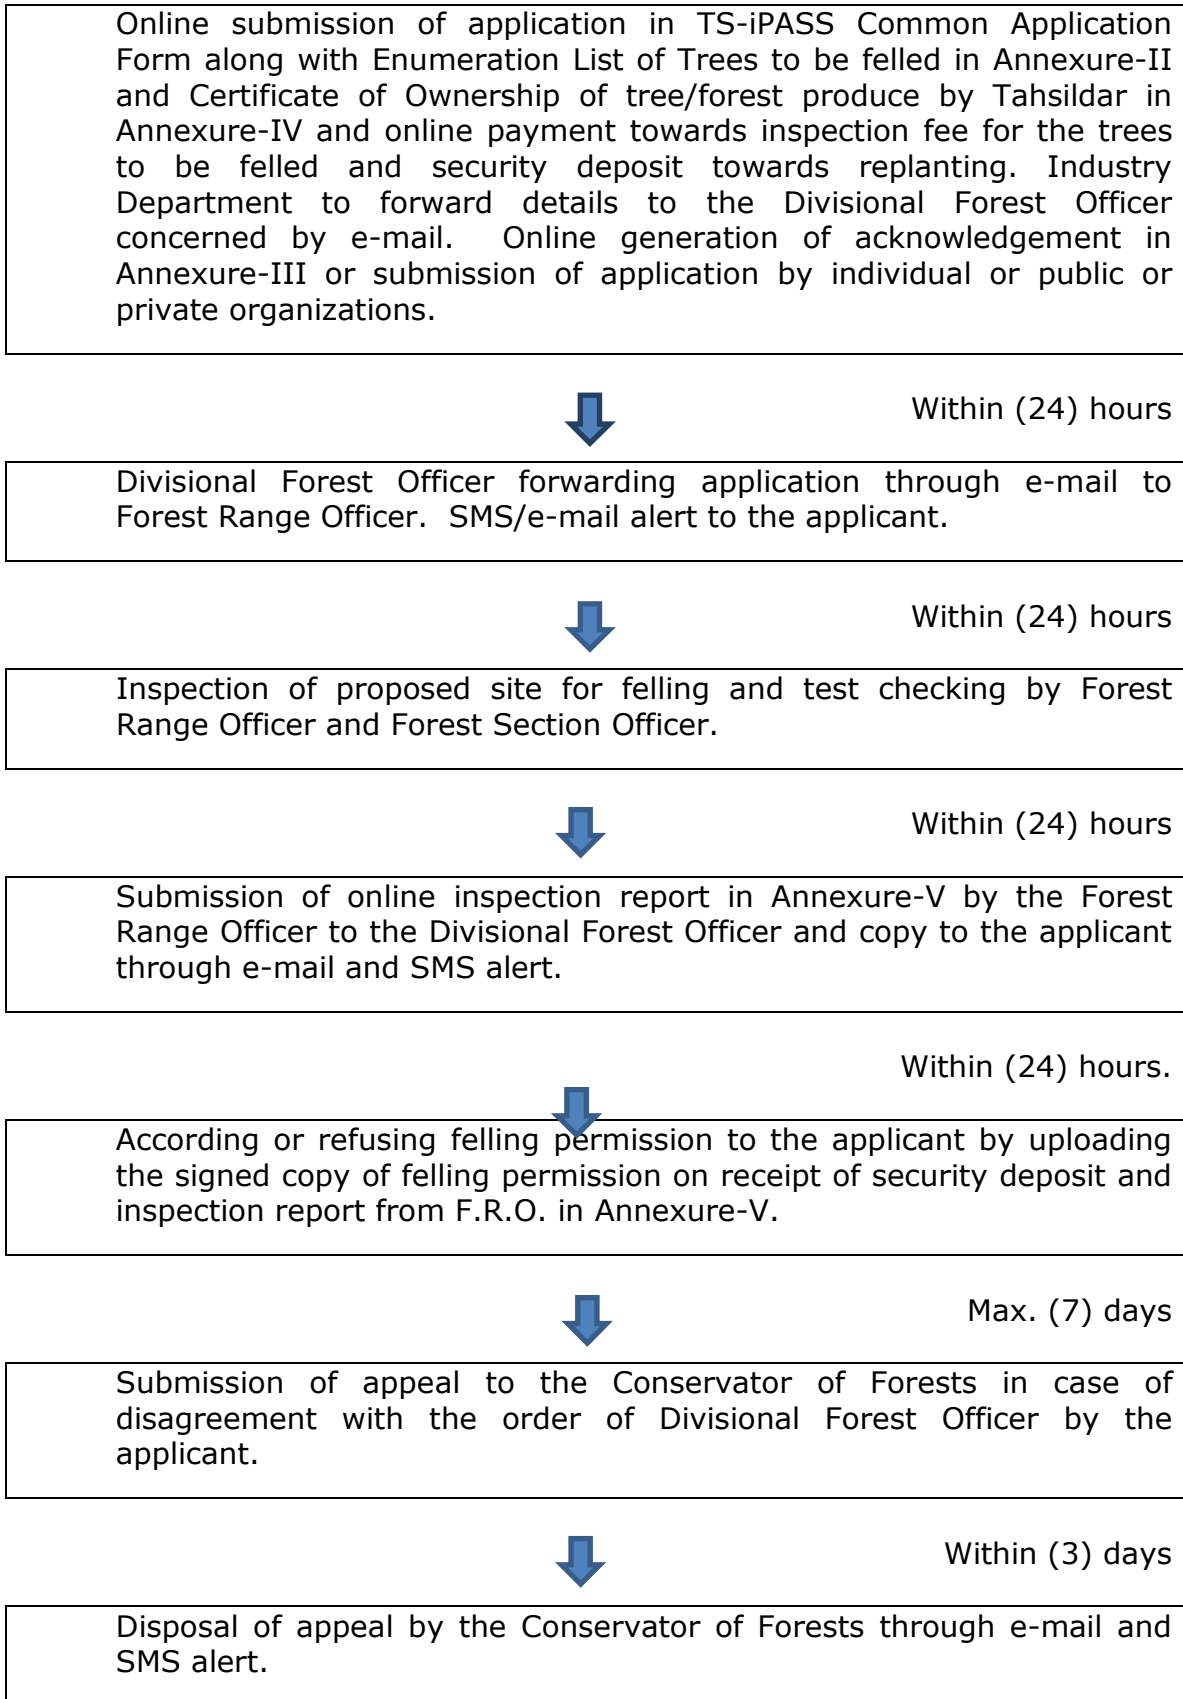 Online submission of application in TS-iPASS Common Application
Form along with Enumeration List of Trees to be felled in Annexure-II
and Certificate of Ownership of tree/forest produce by Tahsildar in
Annexure-IV and online payment towards inspection fee for the trees
to be felled and security deposit towards replanting. Industry
Department to forward details to the Divisional Forest Officer
concerned by e-mail. Online generation of acknowledgement in
Annexure-III or submission of application by individual or public or
private organizations.
Within (24) hours
Divisional Forest Officer forwarding application through e-mail to
Forest Range Officer. SMS/e-mail alert to the applicant.
Within (24) hours
Inspection of proposed site for felling and test checking by Forest
Range Officer and Forest Section Officer.
Within (24) hours
Submission of online inspection report in Annexure-V by the Forest
Range Officer to the Divisional Forest Officer and copy to the applicant
through e-mail and SMS alert.
Within (24) hours.
According or refusing felling permission to the applicant by uploading
the signed copy of felling permission on receipt of security deposit and
inspection report from F.R.O. in Annexure-V.
Max. (7) days
Submission of appeal to the Conservator of Forests in case of
disagreement with the order of Divisional Forest Officer by the
applicant.
Within (3) days
Disposal of appeal by the Conservator of Forests through e-mail and
SMS alert.